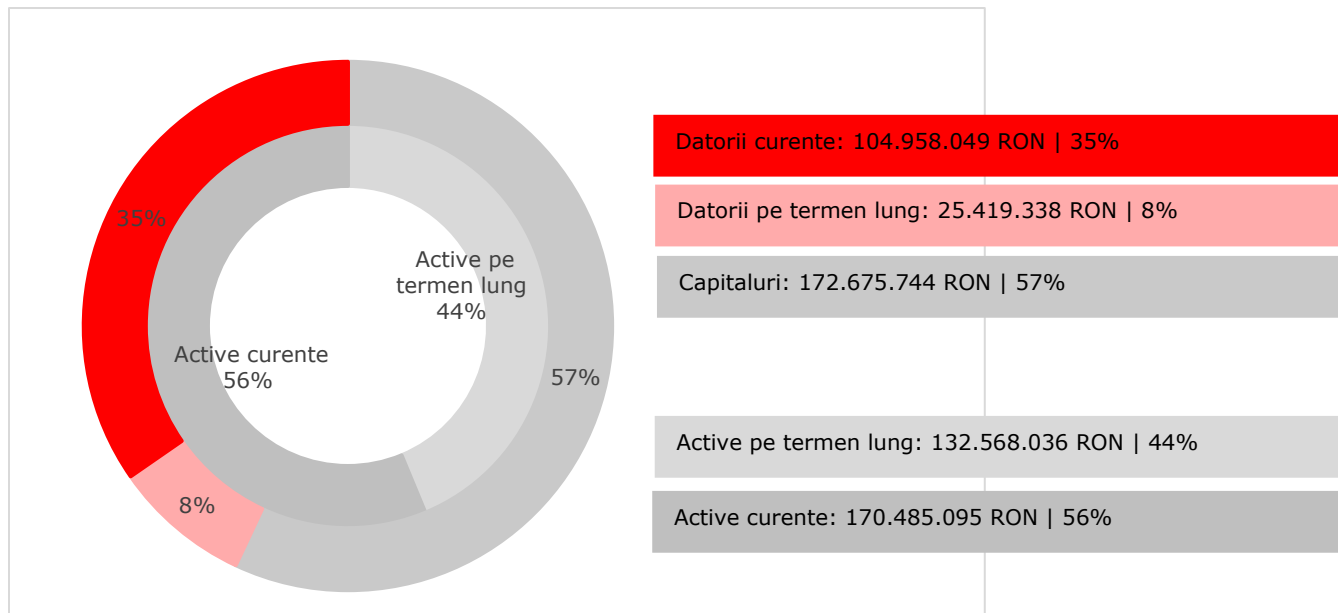 35%
8%
57%
Active pe
termen lung
44%
Active curente
56%
Datorii curente: 104.958.049 RON | 35%
Datorii pe termen lung: 25.419.338 RON | 8%
Capitaluri: 172.675.744 RON | 57%
Active pe termen lung: 132.568.036 RON | 44%
Active curente: 170.485.095 RON | 56%